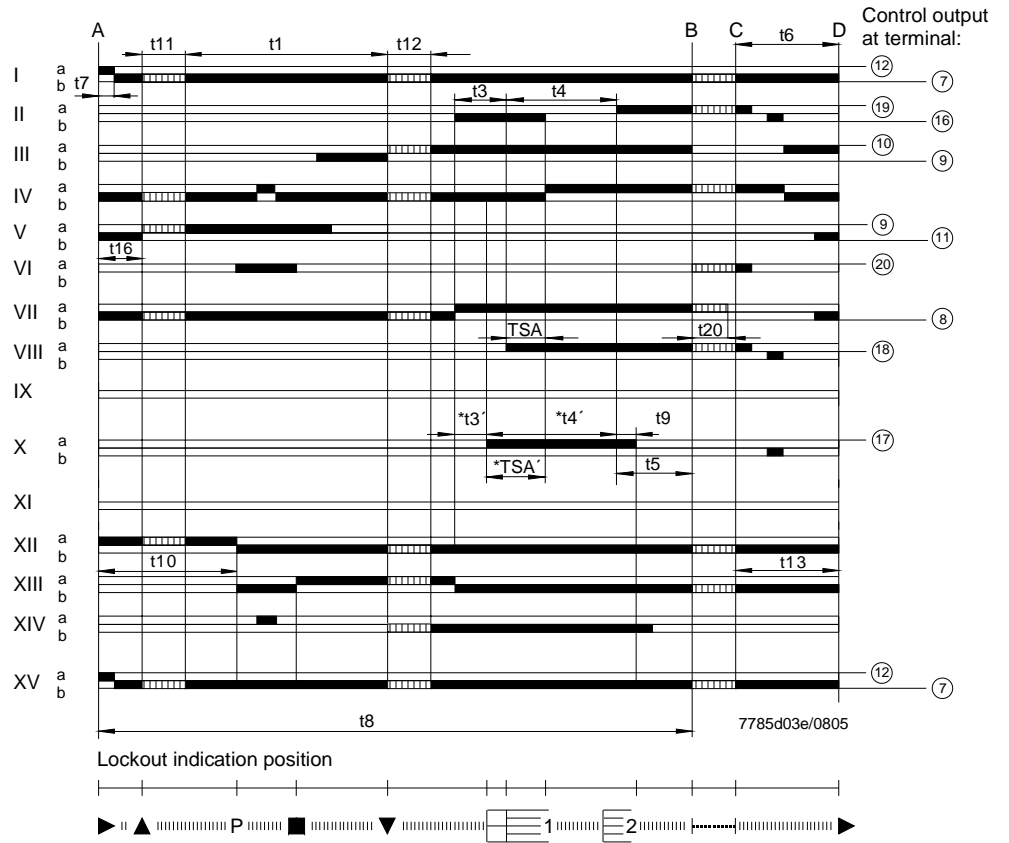 Control output
at terminal:
A B C D
t11 t1 t12 t6
I a b t7 12 7
t3 t4
II a b 19 16
III a b 10 9
IV a b
V a b 9 11
t16
VI a b 20
VII a b 8
TSA t20
VIII a b 18
IX
*t3´ *t4´ t9
X a b 17
*TSA´ t5
XI
XII a b
t10 t13
XIII a b
XIV a b
XV a b 12 7
t8 7785d03e/0805
Lockout indication position
P 1 2